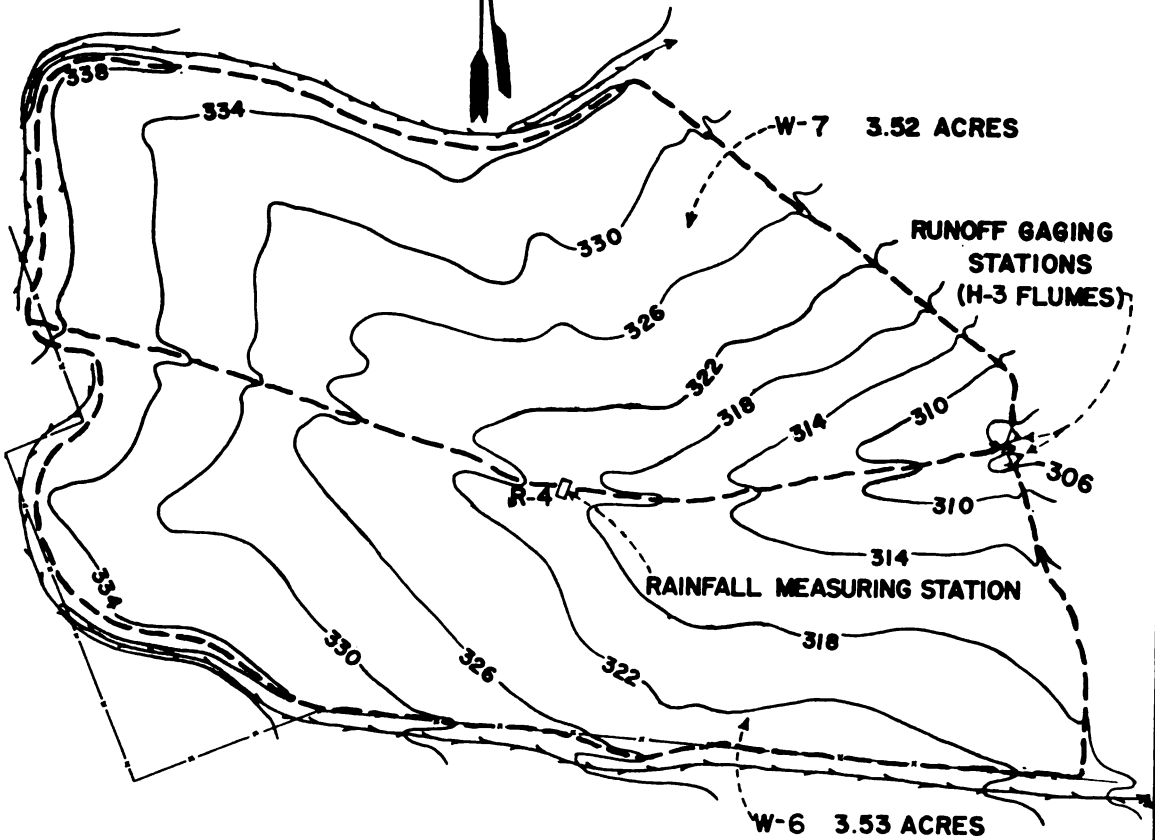 338
334
W-7 3.52 ACRES
330
RUNOFF GAGING
STATIONS
(H-3 FLUMES)
326
322
318
314
310
306
R-4
310
314
RAINFALL MEASURING STATION
334
318
330
326
322
W-6 3.53 ACRES